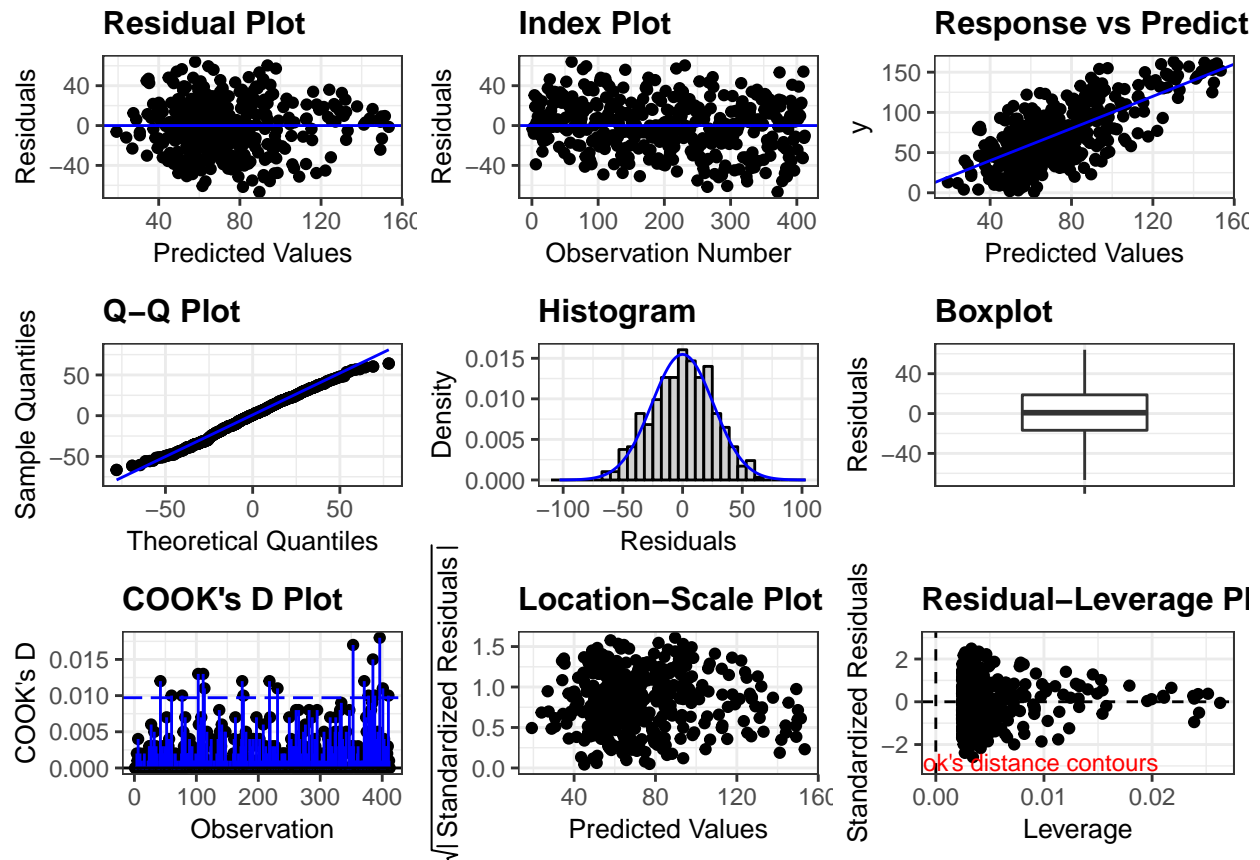 Residual Plot
Residuals
40
0
−40
40
80
120
160
Predicted Values
Index Plot
Residuals
40
0
−40
0
100
200
300
400
Observation Number
Response vs Predict
y
150
100
50
0
40
80
120
160
Predicted Values
Q−Q Plot
Sample Quantiles
50
0
−50
−50
0
50
Theoretical Quantiles
Histogram
Density
0.015
0.010
0.005
0.000
−100
−50
0
50
100
Residuals
Boxplot
Residuals
40
0
−40
COOK's D Plot
COOK's D
0.015
0.010
0.005
0.000
0
100
200
300
400
Observation
Location−Scale Plot
√| Standardized Residuals |
1.5
1.0
0.5
0.0
40
80
120
160
Predicted Values
Residual−Leverage Pl
Standardized Residuals
2
0
−2
ok's distance contours
0.00
0.01
0.02
Leverage